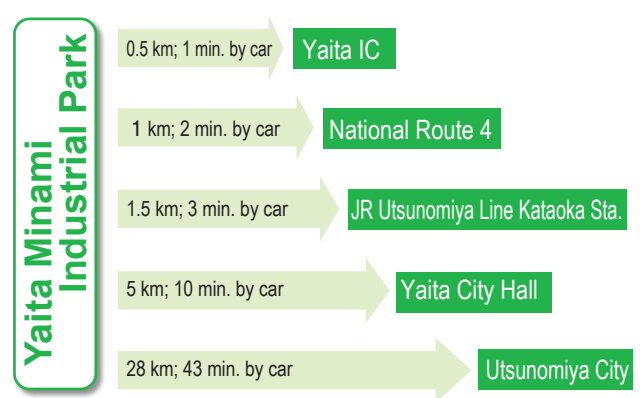 Yaita Minami
Industrial Park
0.5 km; 1 min. by car
Yaita IC
1 km; 2 min. by car
National Route 4
1.5 km; 3 min. by car
JR Utsunomiya Line Kataoka Sta.
5 km; 10 min. by car
Yaita City Hall
28 km; 43 min. by car
Utsunomiya City